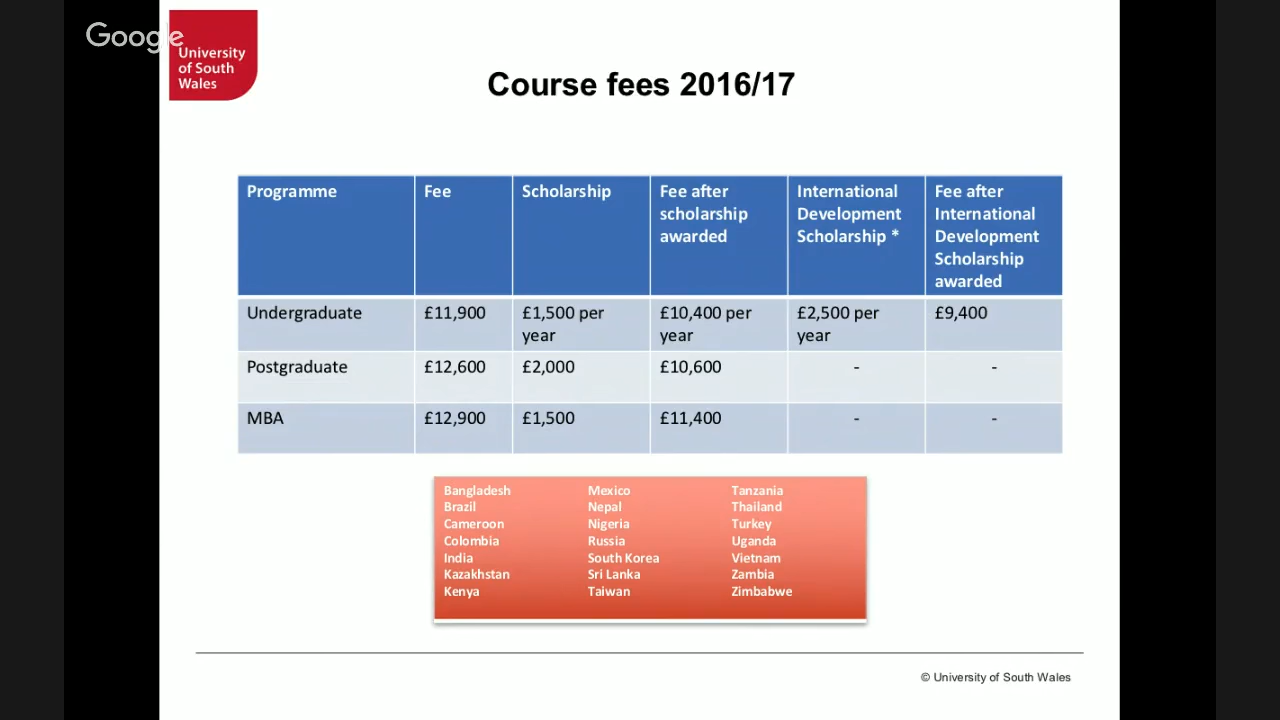 Google
University
of South
Wales
Course fees 2016/17
Programme Fee Scholarship Fee after International Fee after
scholarship Development International
awarded Scholarship * Development
Scholarship
awarded
Undergraduate £11,900 £1,500 per £10,400 per £2,500 per £9,400
year year year
Postgraduate £12,600 £2,000 £10,600 - -
MBA £12,900 £1,500 £11,400 - -
Bangladesh Mexico Tanzania
Brazil Nepal Thailand
Cameroon Nigeria Turkey
Colombia Russia Uganda
India South Korea Vietnam
Kazakhstan Sri Lanka Zambia
Kenya Taiwan Zimbabwe
© University of South Wales